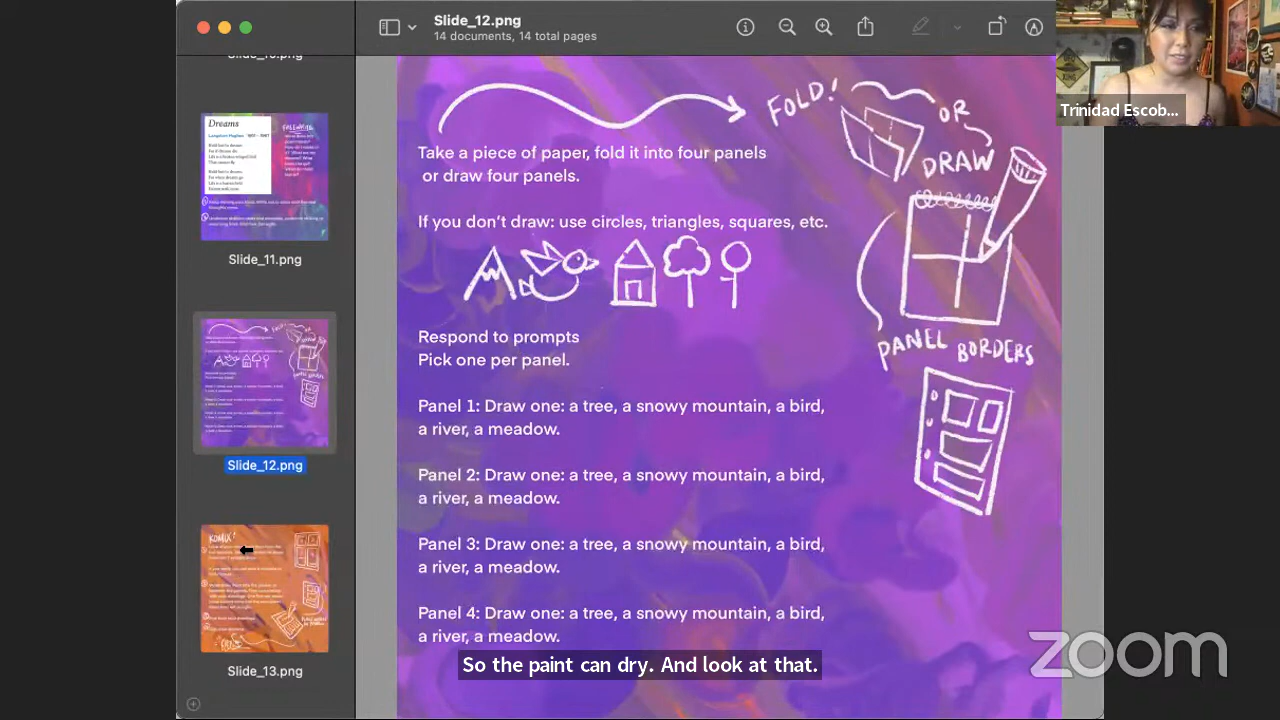 Slide_12.png
14 documents, 14 total pages
Trinidad Escob...
Dreams
Langston Hughes
Slide_11.png
Slide_12.png
KOMIX!
Slide_13.png
FOLD! OR
DRAW
Take a piece of paper, fold it into four panels
or draw four panels.
If you don't draw: use circles, triangles, squares, etc.
PANEL BORDERS
Respond to prompts
Pick one per panel.
Panel 1: Draw one: a tree, a snowy mountain, a bird,
a river, a meadow.
Panel 2: Draw one: a tree, a snowy mountain, a bird,
a river, a meadow.
Panel 3: Draw one: a tree, a snowy mountain, a bird,
a river, a meadow.
Panel 4: Draw one: a tree, a snowy mountain, a bird,
a river, a meadow.
So the paint can dry. And look at that.
zoom